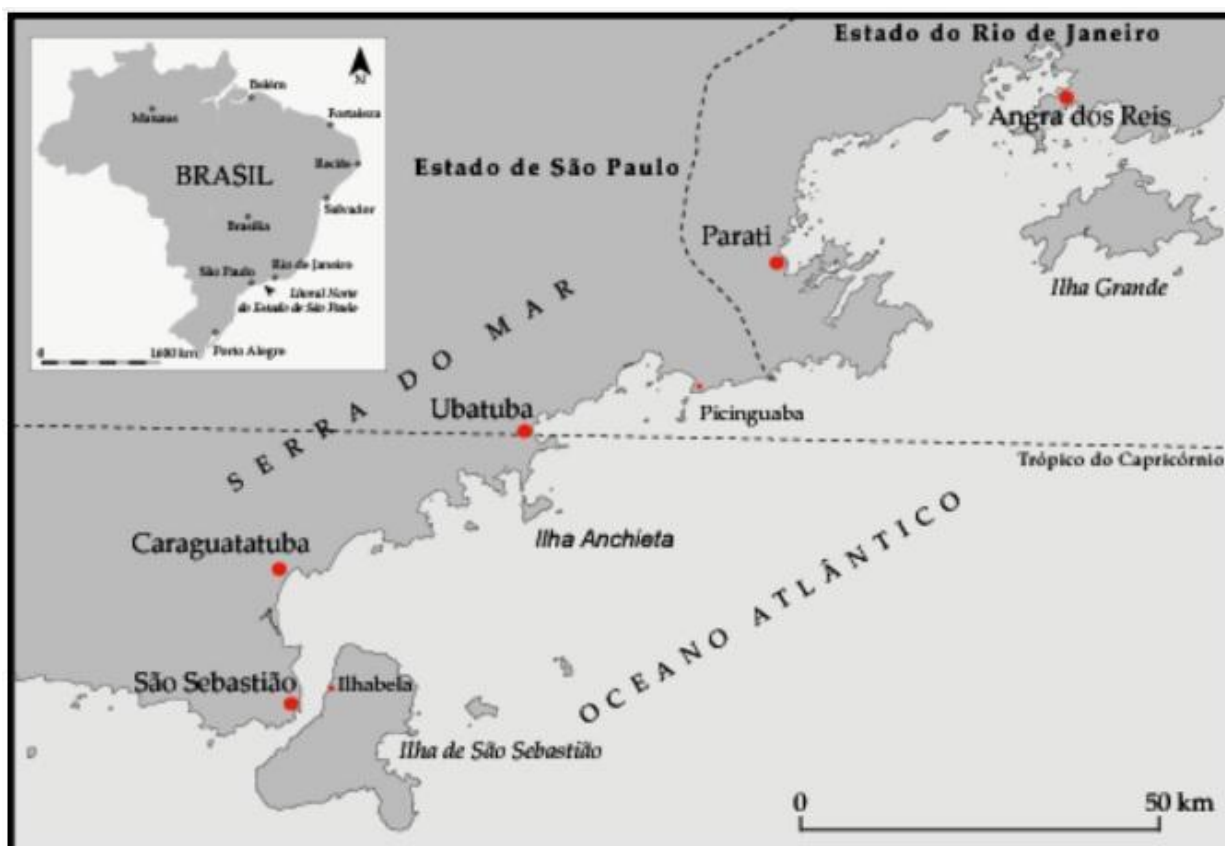 Estado do Rio de Janeiro
Angra dos Reis
Estado de São Paulo
Parati
Ilha Grande
SERRA DO MAR
Ubatuba
Picinguaba
Trópico do Capricórnio
Ilha Anchieta
Caraguatatuba
OCEANO ATLÂNTICO
São Sebastião
Ilhabela
Ilha de São Sebastião
0 50 km
N
Belém
Manaus
Fortaleza
Recife
BRASIL
Salvador
Brasília
São Paulo
Rio de Janeiro
Litoral Norte
do Estado de São Paulo
0 1600 km
Porto Alegre